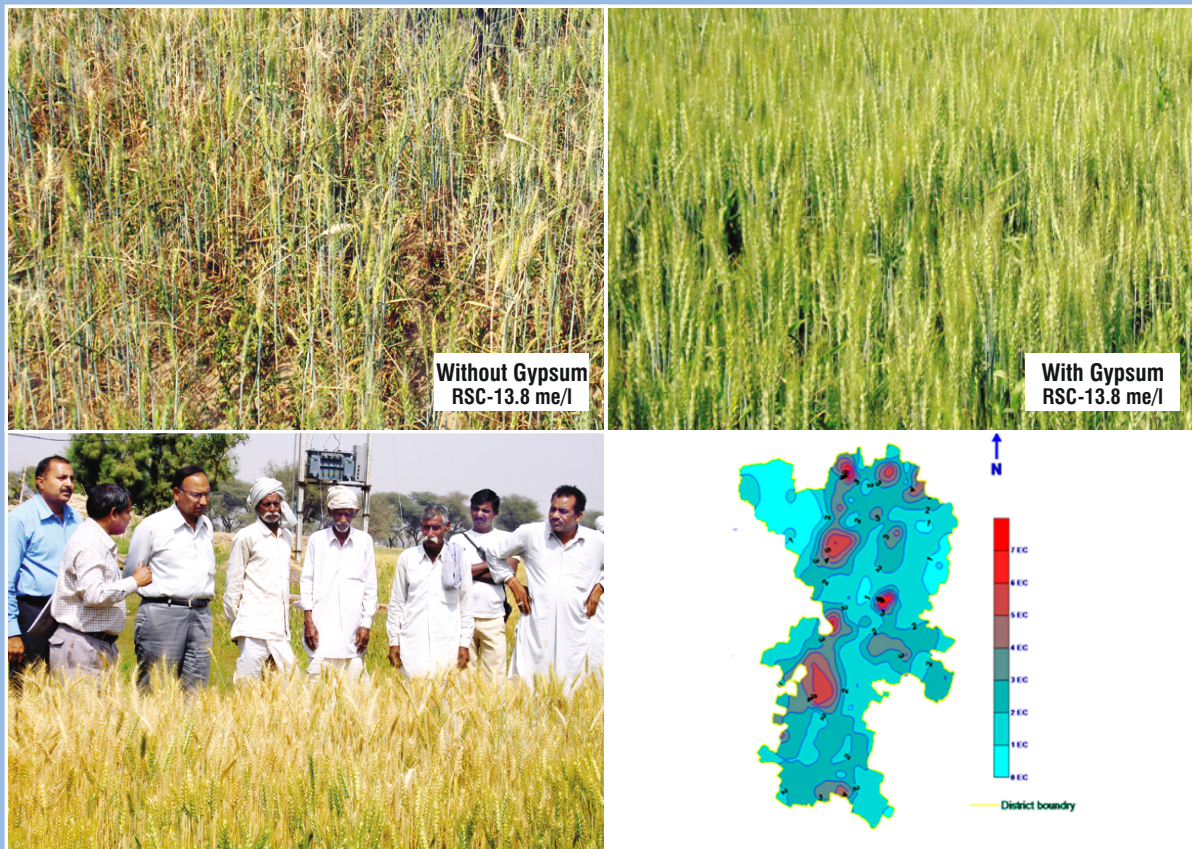 Without Gypsum
RSC-13.8 me/l
With Gypsum
RSC-13.8 me/l
N
7 EC
6 EC
5 EC
4 EC
3 EC
2 EC
1 EC
0 EC
District boundry